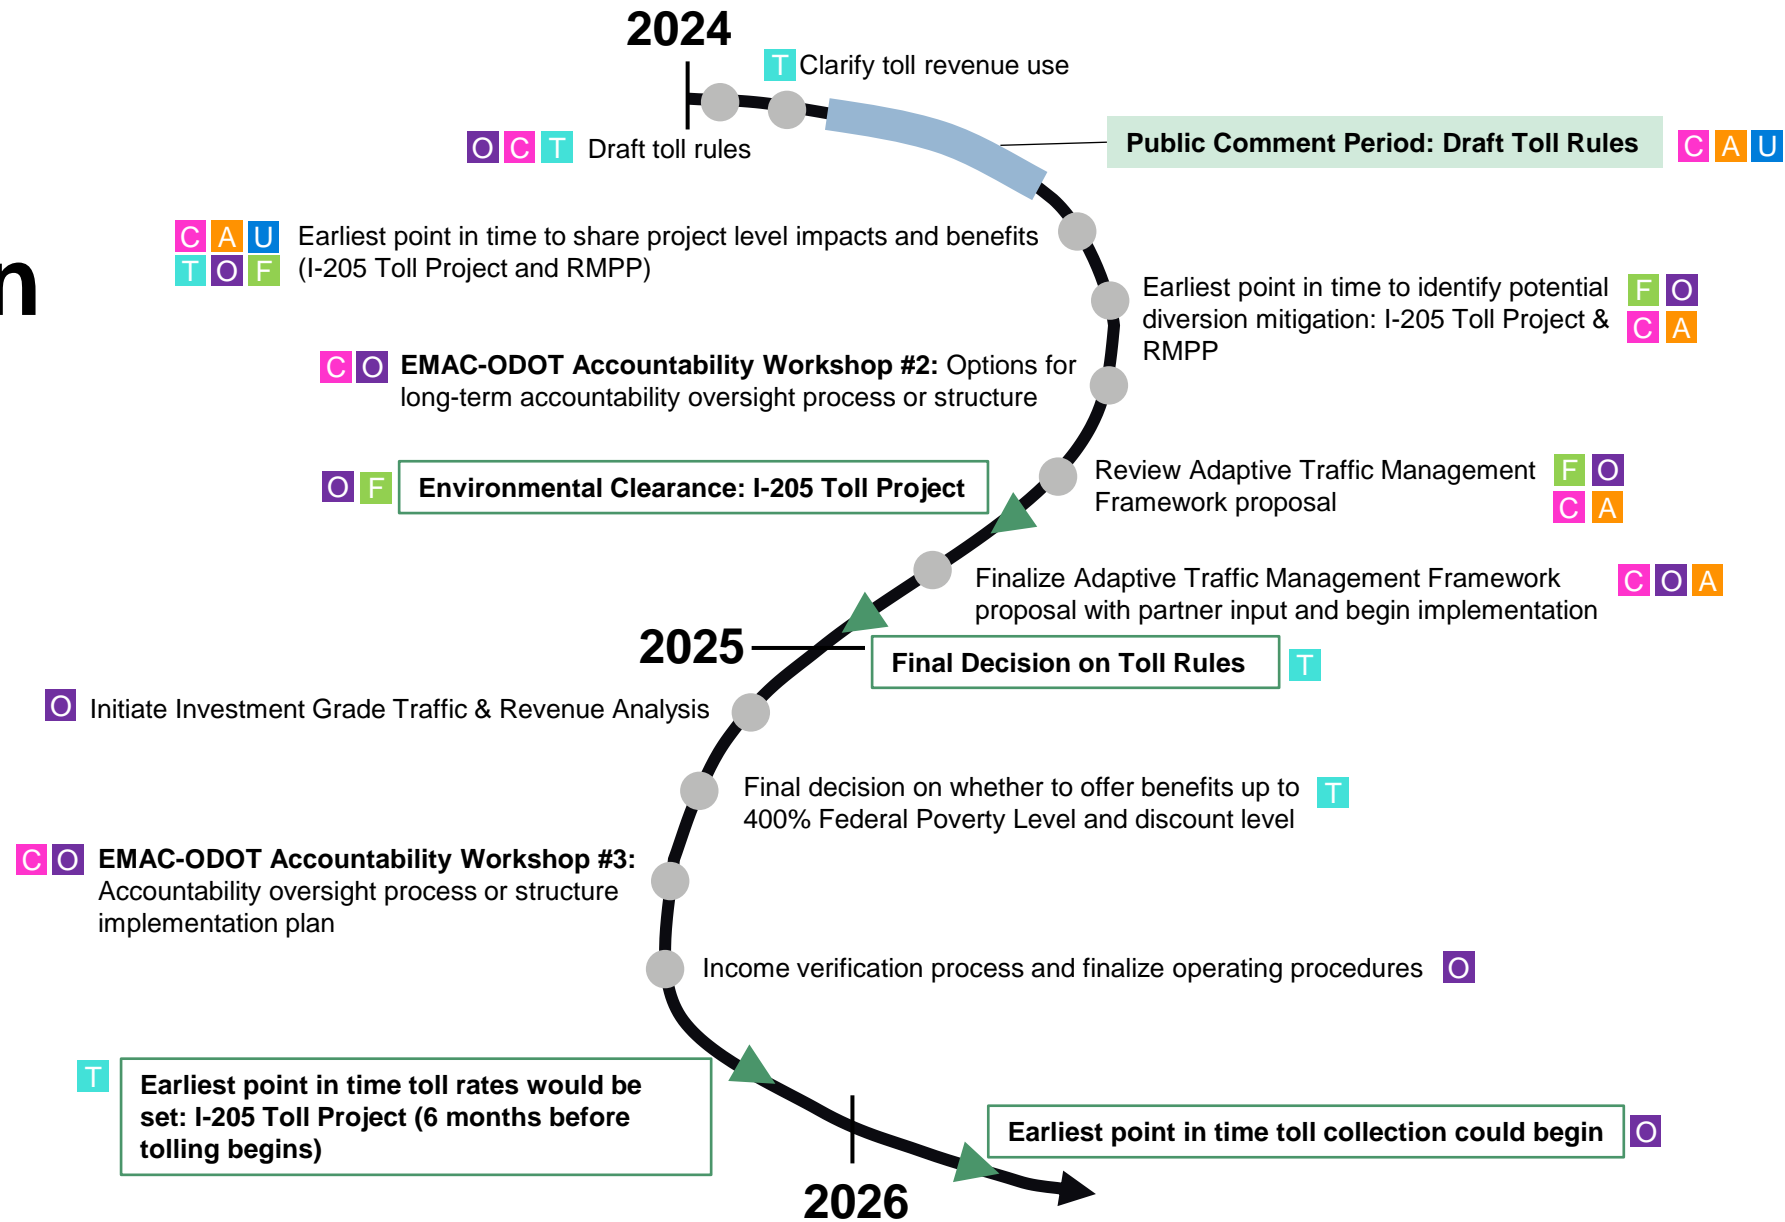 2024
T Clarify toll revenue use
O C T Draft toll rules
Public Comment Period: Draft Toll Rules C A U
C A U Earliest point in time to share project level impacts and benefits
T O F (I-205 Toll Project and RMPP)
n
Earliest point in time to identify potential F O
diversion mitigation: I-205 Toll Project & C A
RMPP
C O EMAC-ODOT Accountability Workshop #2: Options for
long-term accountability oversight process or structure
Review Adaptive Traffic Management F O
Framework proposal C A
O F Environmental Clearance: I-205 Toll Project
Finalize Adaptive Traffic Management Framework C O A
proposal with partner input and begin implementation
2025
Final Decision on Toll Rules T
O Initiate Investment Grade Traffic & Revenue Analysis
Final decision on whether to offer benefits up to T
400% Federal Poverty Level and discount level
C O EMAC-ODOT Accountability Workshop #3:
Accountability oversight process or structure
implementation plan
Income verification process and finalize operating procedures O
T Earliest point in time toll rates would be
set: I-205 Toll Project (6 months before
tolling begins)
Earliest point in time toll collection could begin O
2026